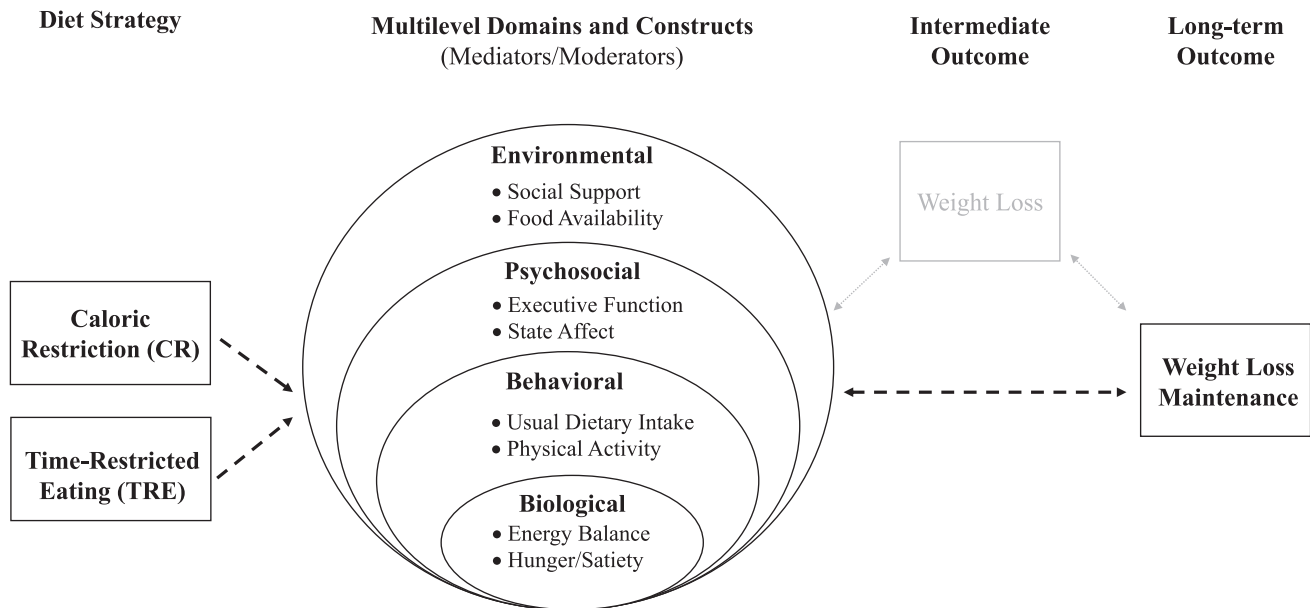 Diet Strategy
Multilevel Domains and Constructs
(Mediators/Moderators)
Intermediate
Outcome
Long-term
Outcome
Caloric
Restriction (CR)
Time-Restricted
Eating (TRE)
Environmental
• Social Support
• Food Availability
Psychosocial
• Executive Function
• State Affect
Behavioral
• Usual Dietary Intake
• Physical Activity
Biological
• Energy Balance
• Hunger/Satiety
Weight Loss
Weight Loss
Maintenance